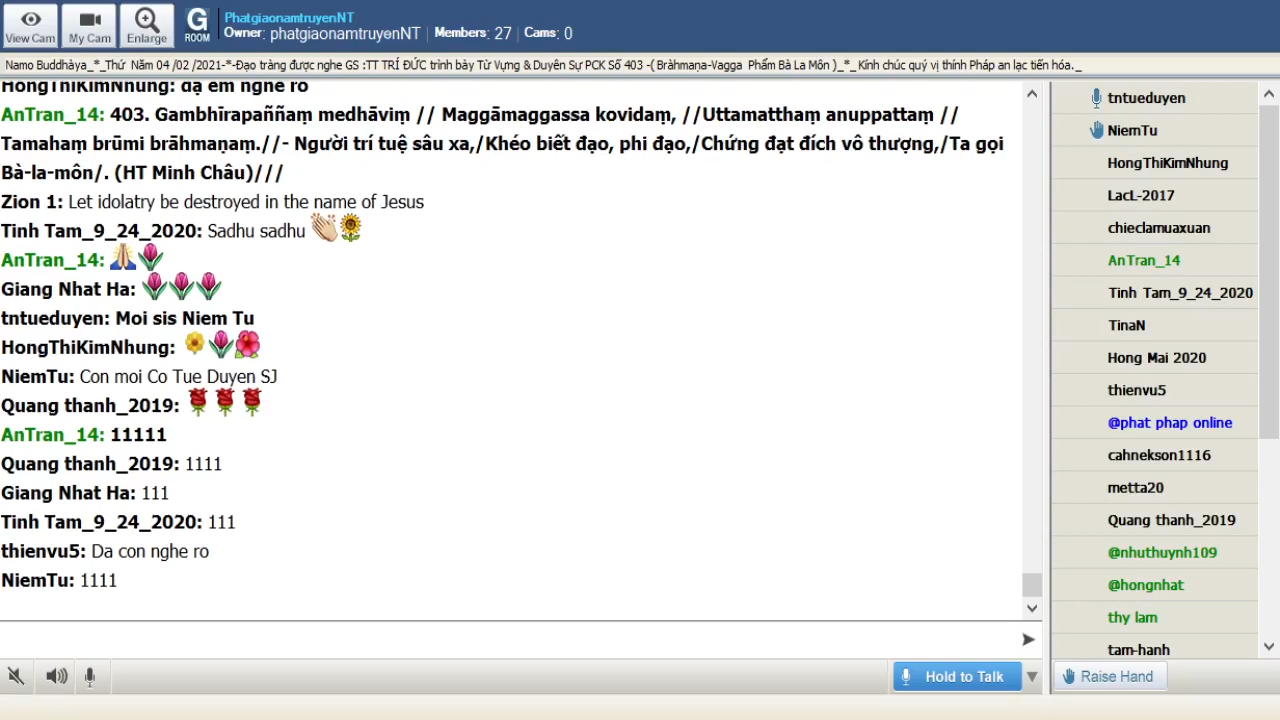 View Cam
My Cam
Enlarge
G ROOM
PhatgiaonamtruyenNT
Owner: phatgiaonamtruyenNT | Members: 27 | Cams: 0
Namo Buddhàya_*_Thứ Năm 04 /02 /2021-*-Đạo tràng được nghe GS :TT TRÍ ĐỨC trình bày Từ Vựng & Duyên Sự PCK Số 403 -( Bràhmaṇa-Vagga Phẩm Bà La Môn )_*_ Kính chúc quý vị thính Pháp an lạc tiến hóa._
HongThiKimNhung: dạ em nghe ro
AnTran_14: 403. Gambhīrapaññaṃ medhāviṃ // Maggāmaggassa kovidaṃ, //Uttamatthaṃ anuppattaṃ //
Tamahaṃ brūmi brāhmaṇaṃ.//- Người trí tuệ sâu xa,/Khéo biết đạo, phi đạo,/Chứng đạt đích vô thượng,/Ta gọi
Bà-la-môn/. (HT Minh Châu)///
Zion 1: Let idolatry be destroyed in the name of Jesus
Tinh Tam_9_24_2020: Sadhu sadhu
AnTran_14:
Giang Nhat Ha:
tntueduyen: Moi sis Niem Tu
HongThiKimNhung:
NiemTu: Con moi Co Tue Duyen SJ
Quang thanh_2019:
AnTran_14: 11111
Quang thanh_2019: 1111
Giang Nhat Ha: 111
Tinh Tam_9_24_2020: 111
thienvu5: Da con nghe ro
NiemTu: 1111
Hold to Talk
tntueduyen
NiemTu
HongThiKimNhung
LacL-2017
chieclamuaxuan
AnTran_14
Tinh Tam_9_24_2020
TinaN
Hong Mai 2020
thienvu5
@phat phap online
cahnekson1116
metta20
Quang thanh_2019
@nhuthuynh109
@hongnhat
thy lam
tam-hanh
Raise Hand